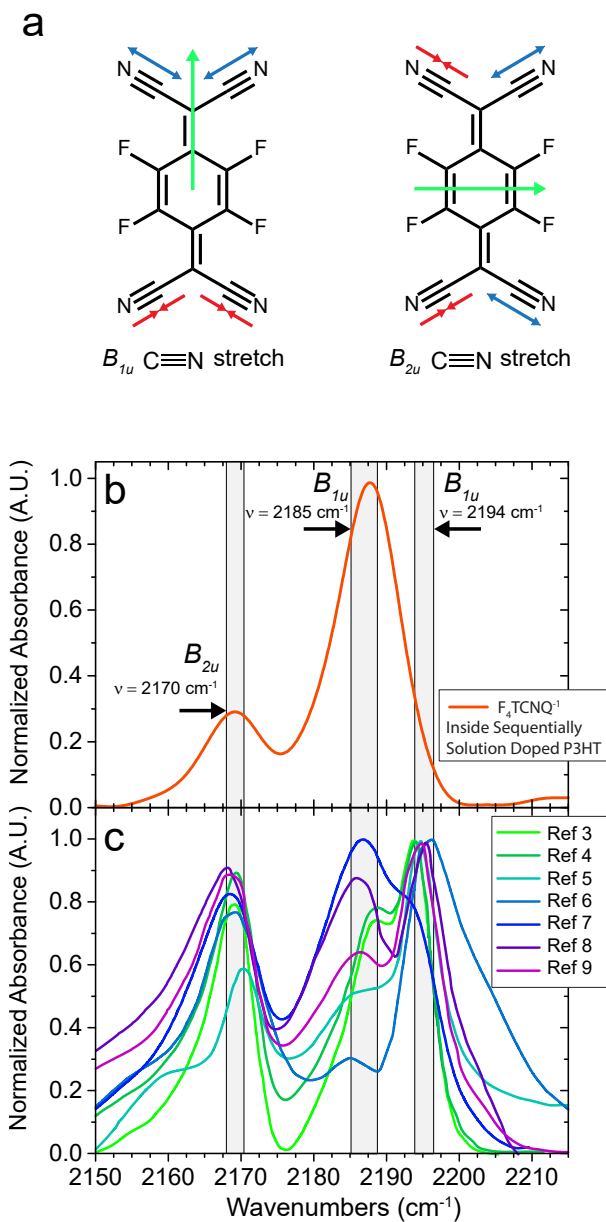 a
N N N N
F F F F
F F F F
N N N N
B1u C≡N stretch B2u C≡N stretch
b
Normalized Absorbance (A.U.)
1.0
0.8
0.6
0.4
0.2
0.0
B1u
ν = 2185 cm-1
B1u
ν = 2194 cm-1
B2u
ν = 2170 cm-1
F4TCNQ-1
Inside Sequentially
Solution Doped P3HT
c
Normalized Absorbance (A.U.)
1.0
0.8
0.6
0.4
0.2
0.0
Ref 3
Ref 4
Ref 5
Ref 6
Ref 7
Ref 8
Ref 9
2150 2160 2170 2180 2190 2200 2210
Wavenumbers (cm-1)